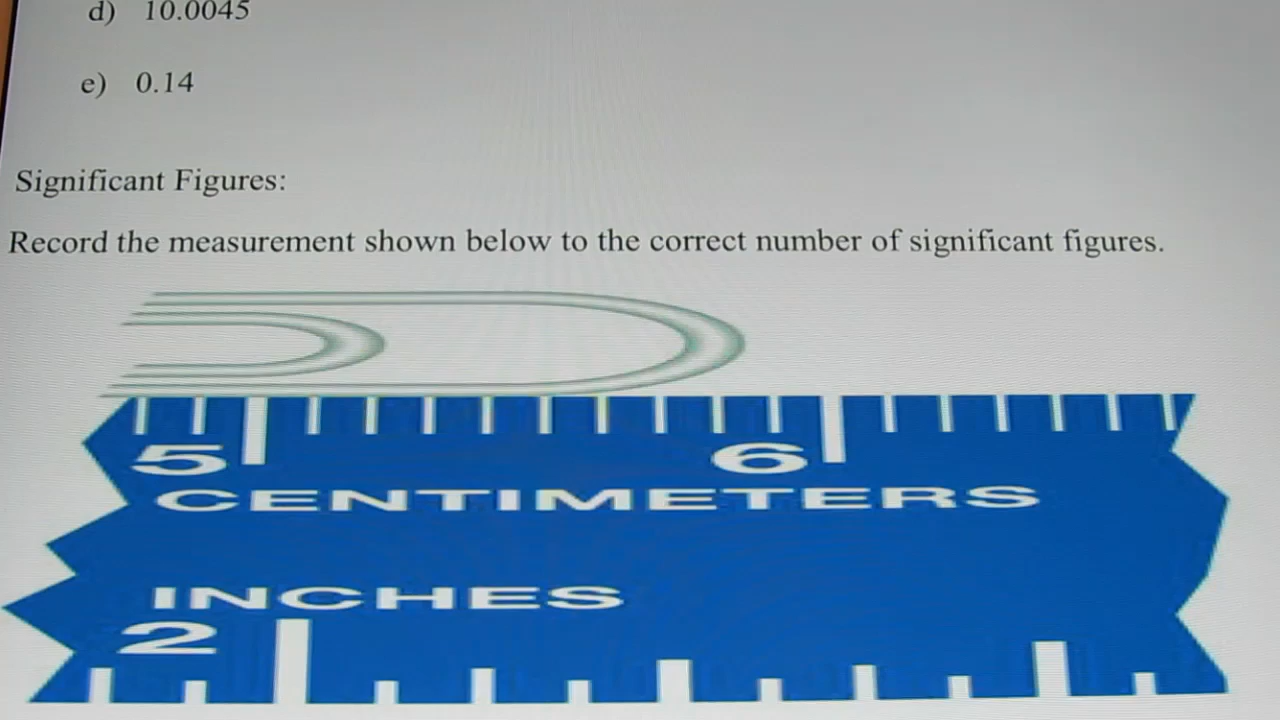 d) 10.0045
e) 0.14
Significant Figures:
Record the measurement shown below to the correct number of significant figures.
5 6
CENTIMETERS
INCHES
2